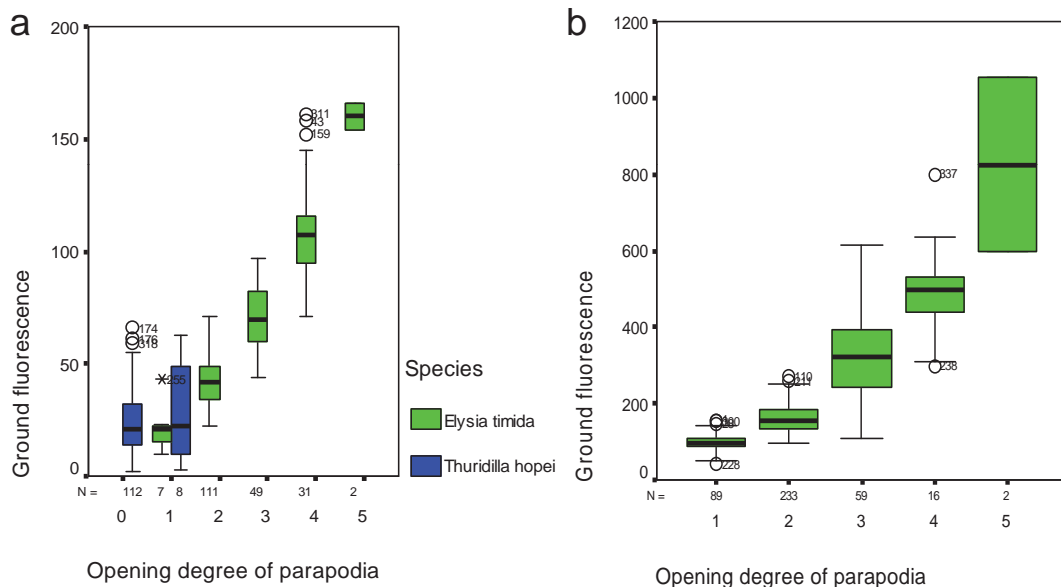 a
200
150
100
50
0
Ground fluorescence
174
176
318
255
311
43
159
N = 112 7 8 111 49 31 2
0 1 2 3 4 5
Opening degree of parapodia
Species
Elysia timida
Thuridilla hopei
b
1200
1000
800
600
400
200
0
Ground fluorescence
228
110
211
337
238
N = 89 233 59 16 2
1 2 3 4 5
Opening degree of parapodia